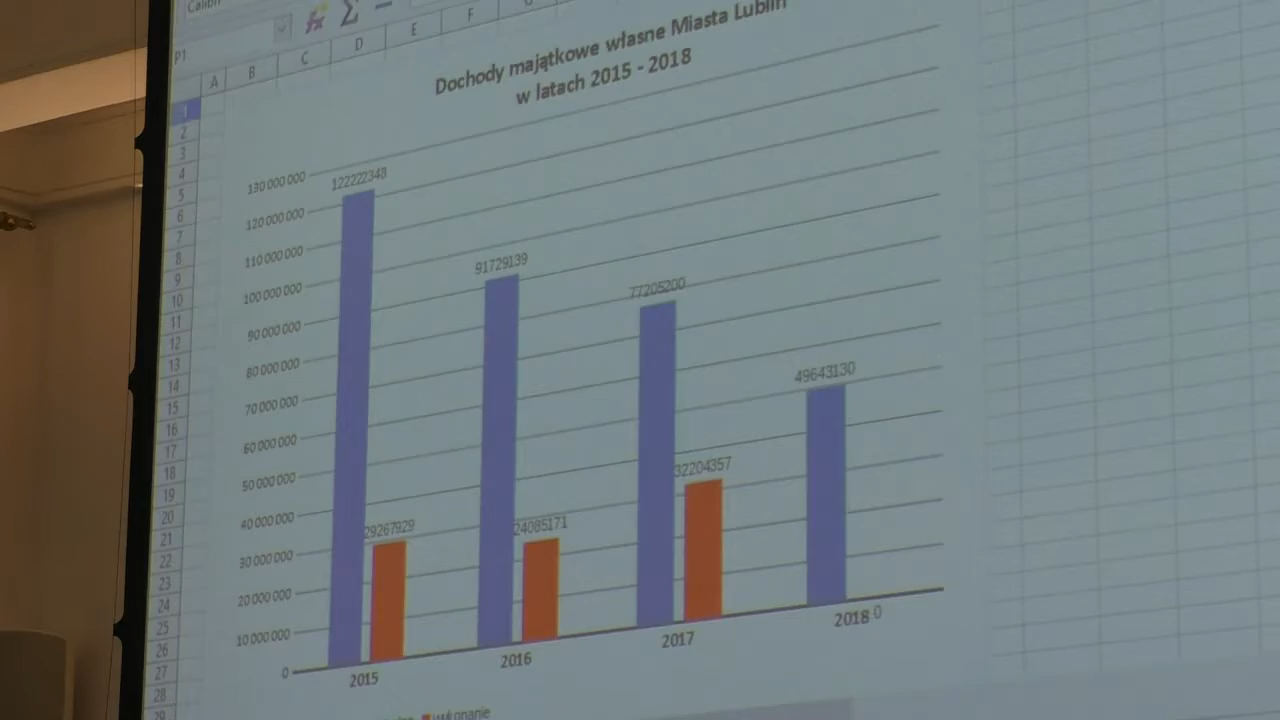 Calibri
P1
A B C D E F G
Dochody majątkowe własne Miasta Lublin
w latach 2015 - 2018
1
2
3
4
5
6
7
8
9
10
11
12
13
14
15
16
17
18
19
20
21
22
23
24
25
26
27
28
29
130 000 000
120 000 000
110 000 000
100 000 000
90 000 000
80 000 000
70 000 000
60 000 000
50 000 000
40 000 000
30 000 000
20 000 000
10 000 000
0
122222348
29267929
91729139
24085171
77205200
32204357
49643130
0
2015
2016
2017
2018
wykonanie